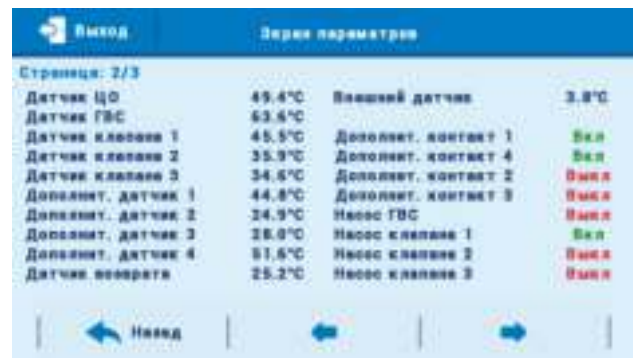 Выход
Экран параметров
Страница: 2/3
Датчик ЦО 49.4°C Внешний датчик 3.8°C
Датчик ГВС 63.6°C
Датчик клапана 1 45.5°C Дополнит. контакт 1 Вкл
Датчик клапана 2 35.9°C Дополнит. контакт 4 Вкл
Датчик клапана 3 34.6°C Дополнит. контакт 2 Выкл
Дополнит. датчик 1 44.8°C Дополнит. контакт 3 Выкл
Дополнит. датчик 2 24.9°C Насос ГВС Выкл
Дополнит. датчик 3 28.0°C Насос клапана 1 Вкл
Дополнит. датчик 4 51.6°C Насос клапана 2 Выкл
Датчик возврата 25.2°C Насос клапана 3 Выкл
Назад